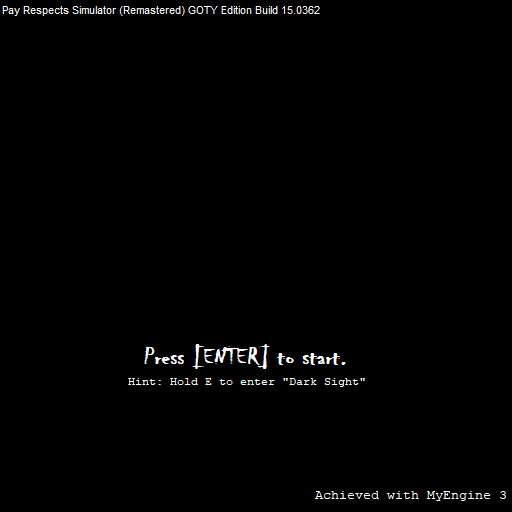 Pay Respects Simulator (Remastered) GOTY Edition Build 15.0362
Press [ENTER] to start.
Hint: Hold E to enter "Dark Sight"
Achieved with MyEngine 3